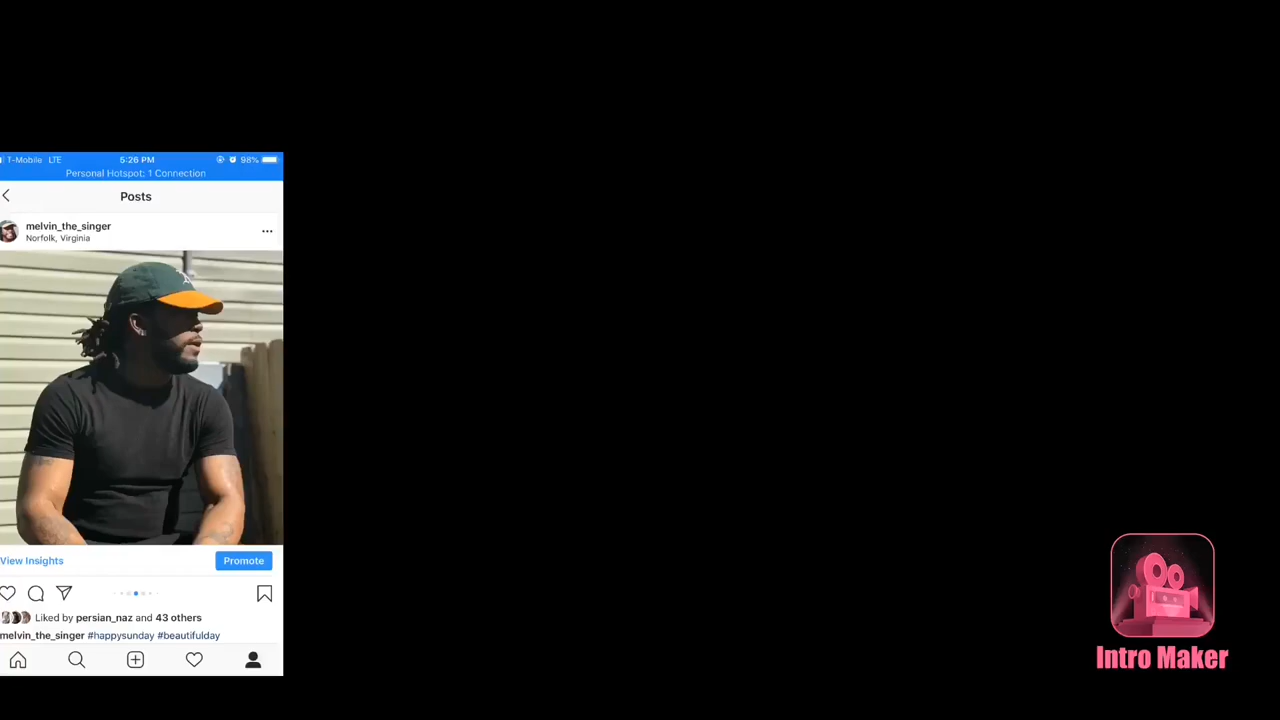 T-Mobile LTE 5:26 PM 98%
Personal Hotspot: 1 Connection
Posts
melvin_the_singer
Norfolk, Virginia
View Insights
Promote
Liked by persian_naz and 43 others
melvin_the_singer #happysunday #beautifulday
Intro Maker